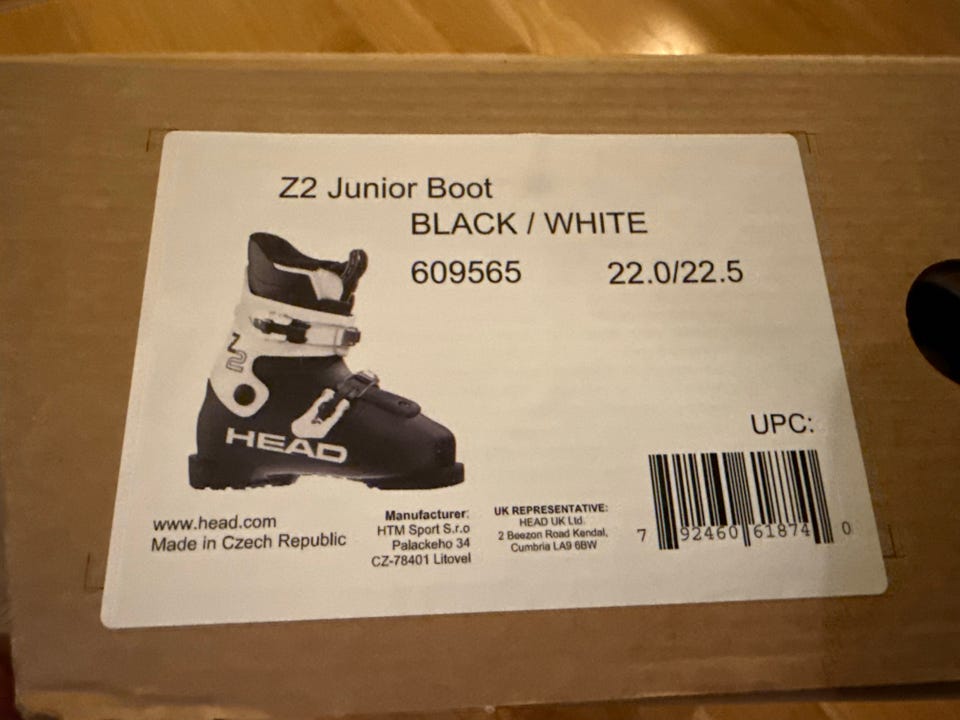 Z2 Junior Boot
BLACK / WHITE
609565 22.0/22.5
Z2
HEAD
UPC:
7 92460 61874 0
www.head.com
Made in Czech Republic
Manufacturer:
HTM Sport S.r.o
Palackeho 34
CZ-78401 Litovel
UK REPRESENTATIVE:
HEAD UK Ltd.
2 Beezon Road Kendal,
Cumbria LA9 6BW